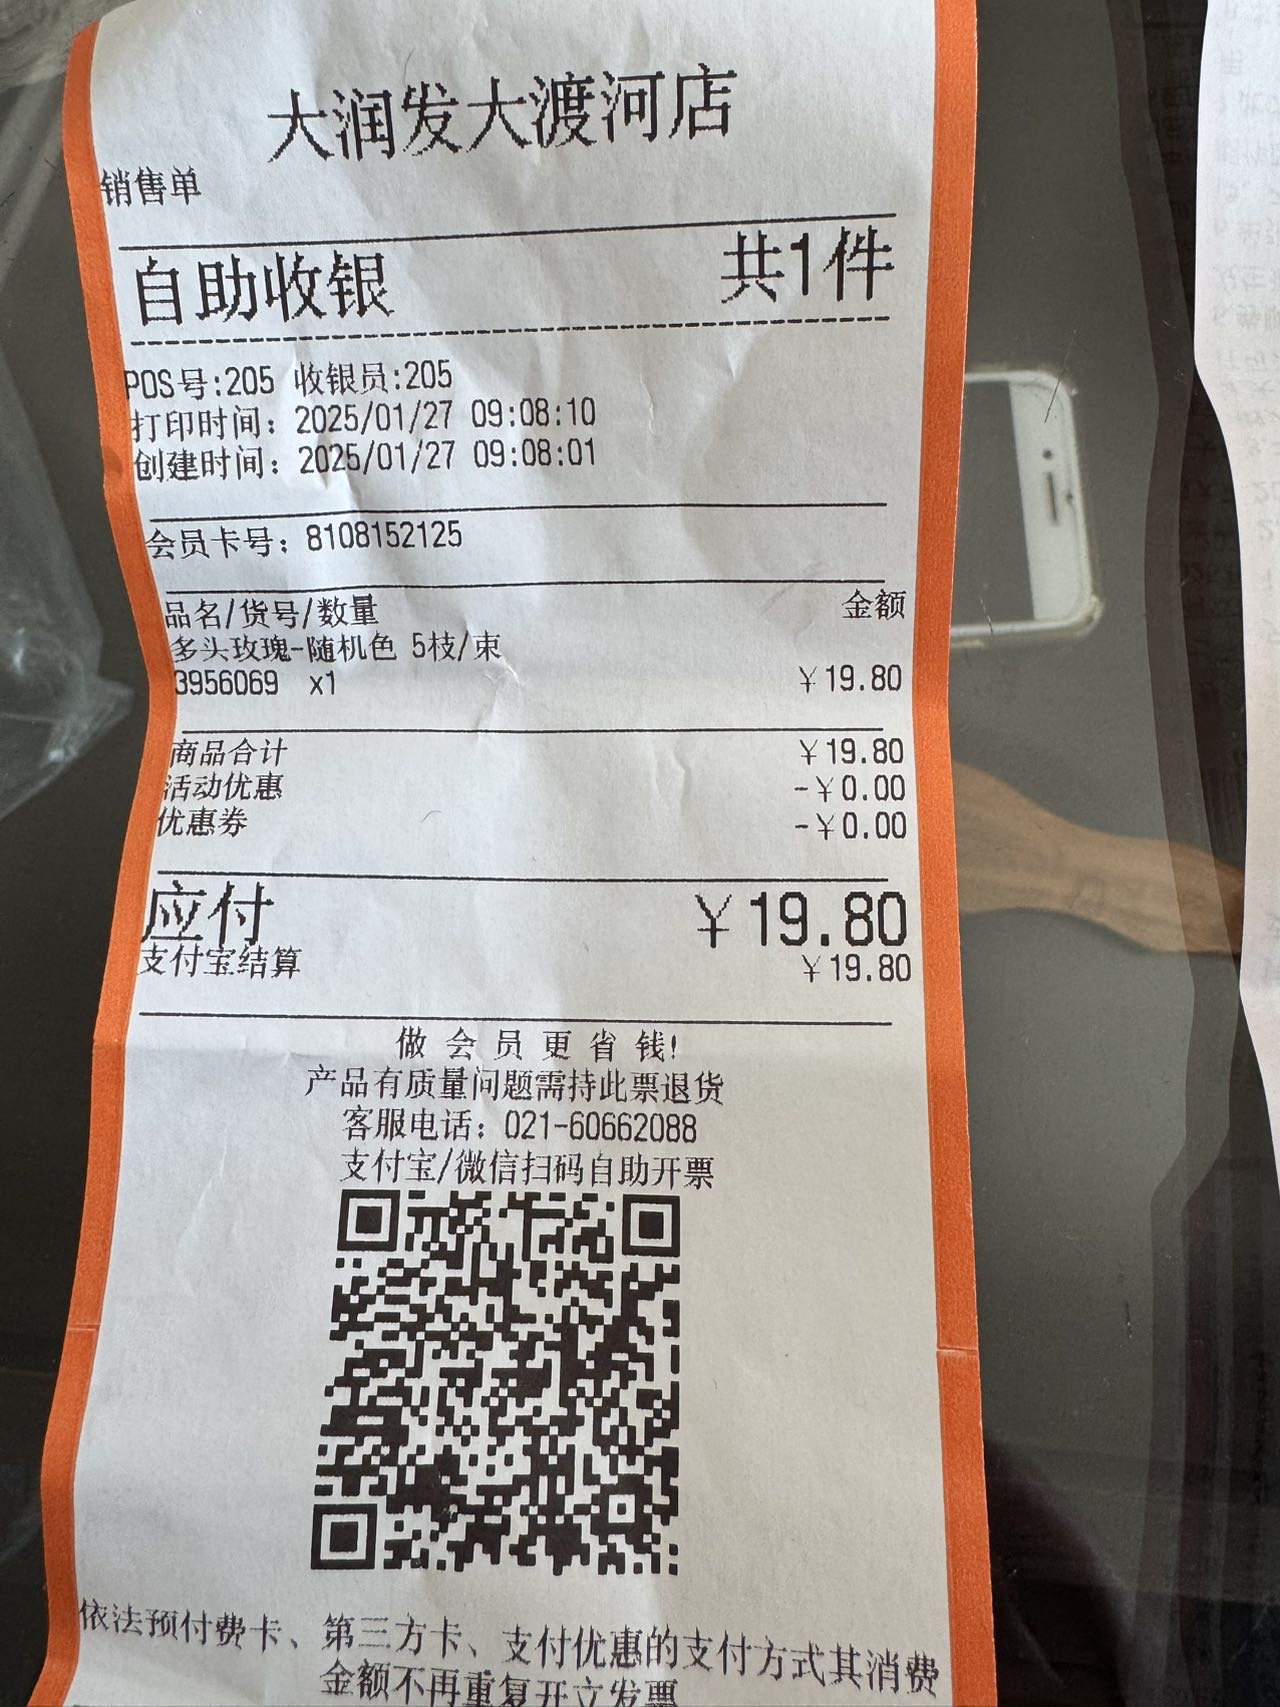 大润发大渡河店
销售单
自助收银 共1件
POS号:205 收银员:205
打印时间：2025/01/27 09:08:10
创建时间：2025/01/27 09:08:01
会员卡号：8108152125
品名/货号/数量 金额
多头玫瑰-随机色 5枝/束
3956069 x1 ￥19.80
商品合计 ￥19.80
活动优惠 -￥0.00
优惠券 -￥0.00
应付 ￥19.80
支付宝结算 ￥19.80
做会员更省钱!
产品有质量问题需持此票退货
客服电话：021-60662088
支付宝/微信扫码自助开票
依法预付费卡、第三方卡、支付优惠的支付方式其消费
金额不再重复开立发票